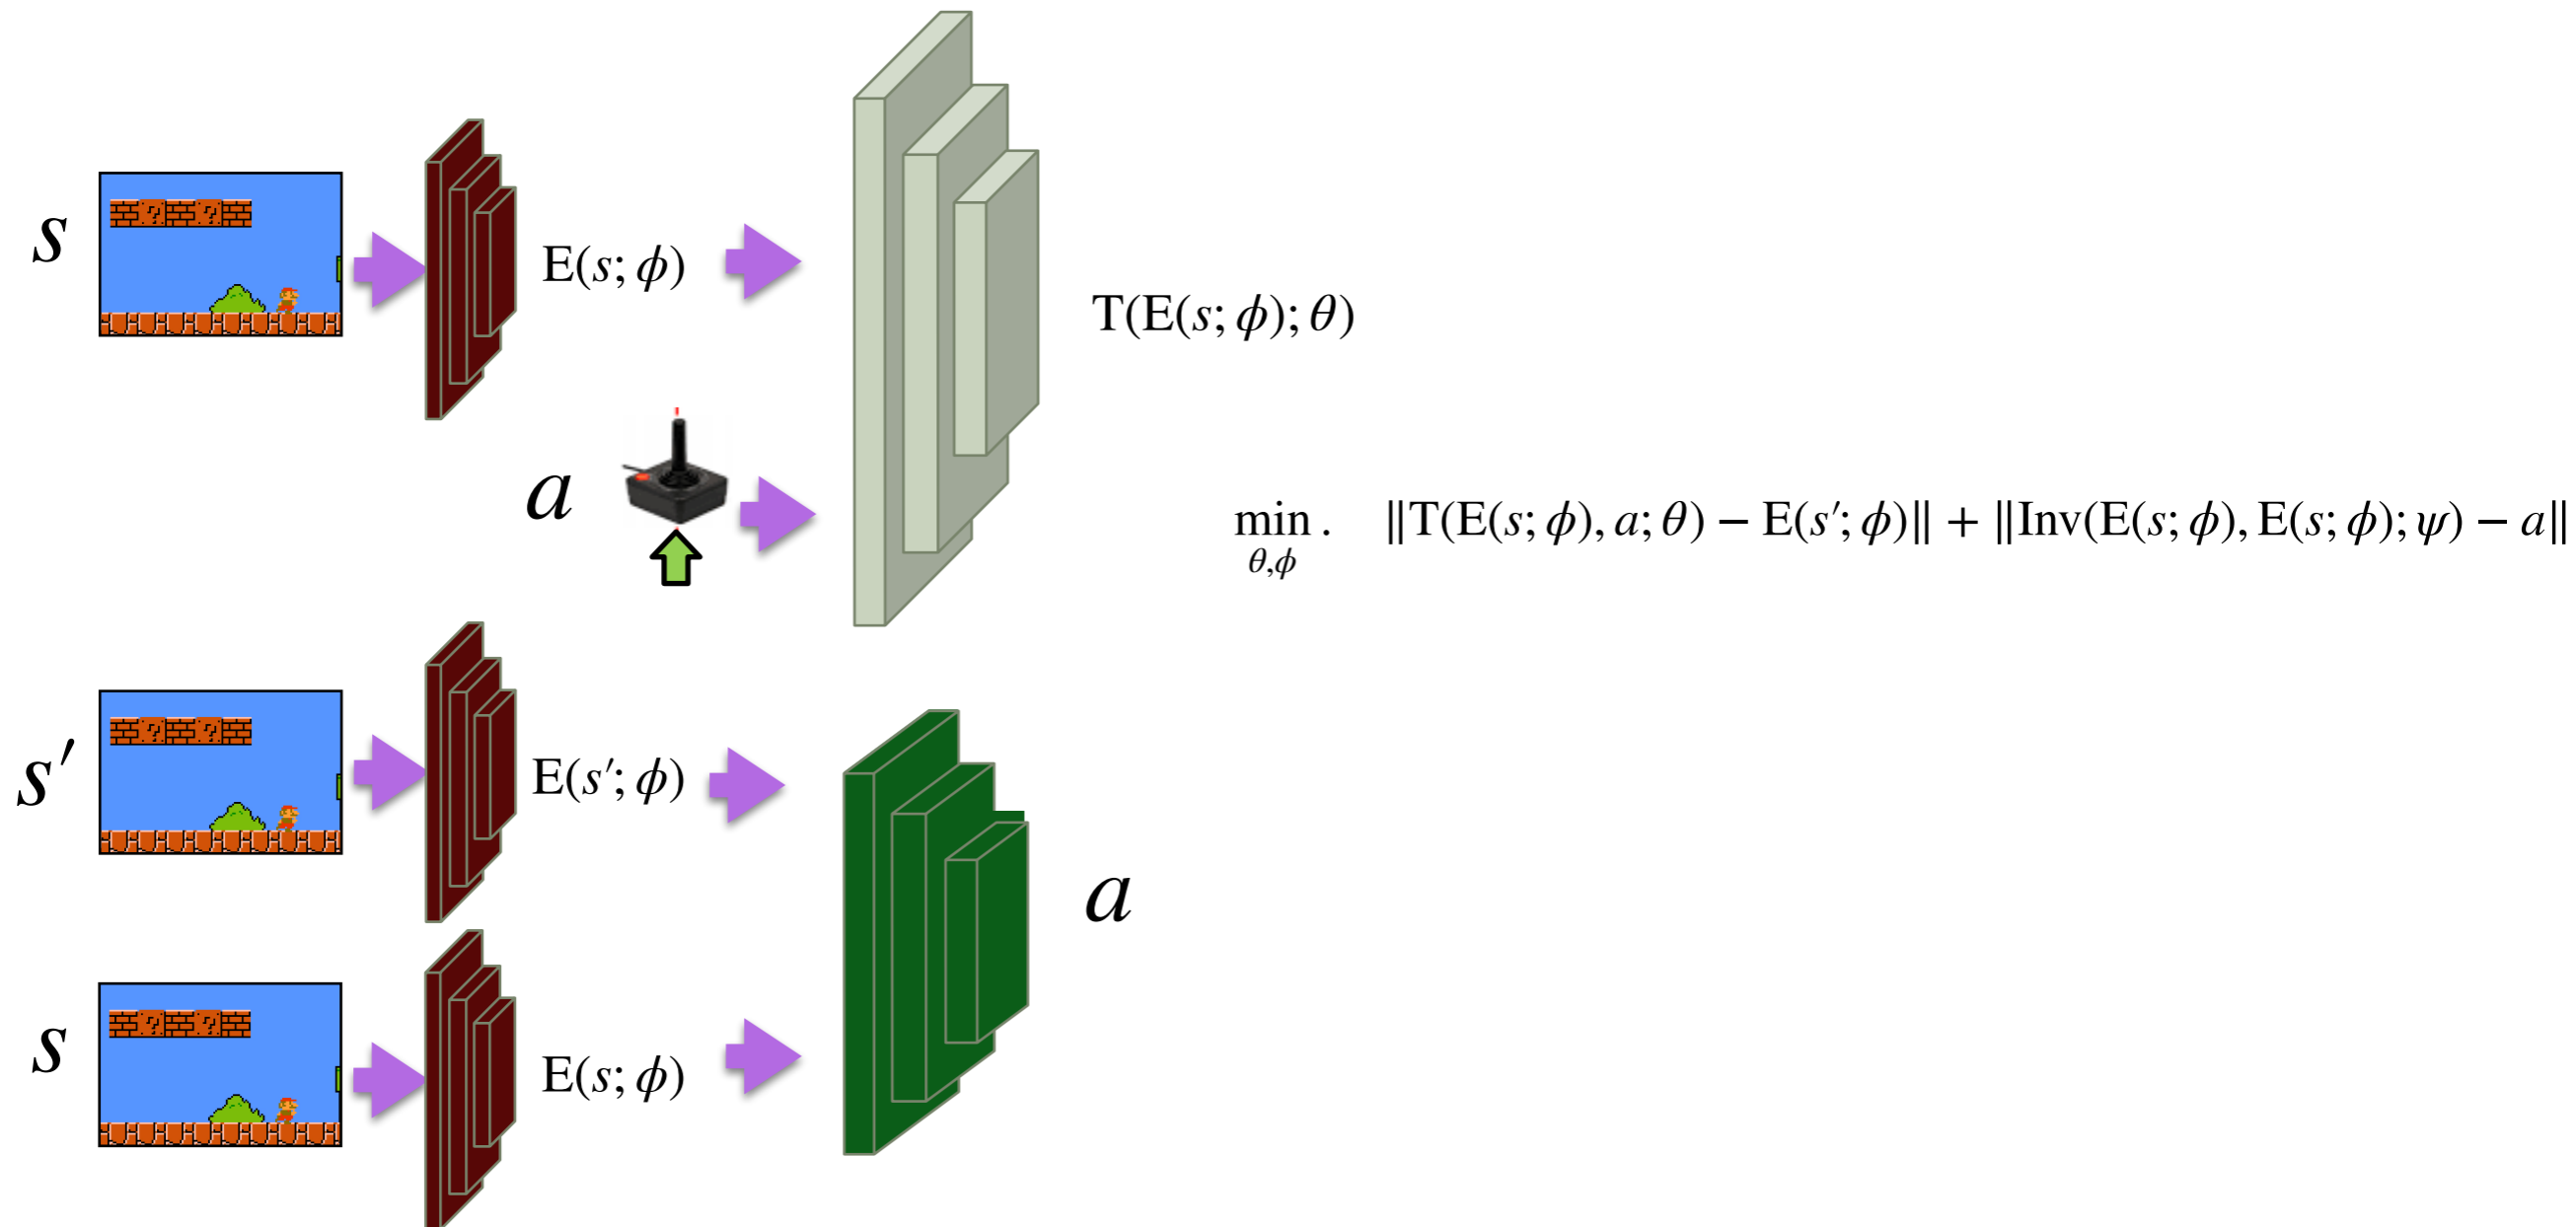 s
E(s; ϕ)
T(E(s; ϕ); θ)
a
min . ‖T(E(s; ϕ), a; θ) − E(s′; ϕ)‖ + ‖Inv(E(s; ϕ), E(s; ϕ); ψ) − a‖
θ,ϕ
s′
E(s′; ϕ)
a
s
E(s; ϕ)
? ?
? ?
? ?